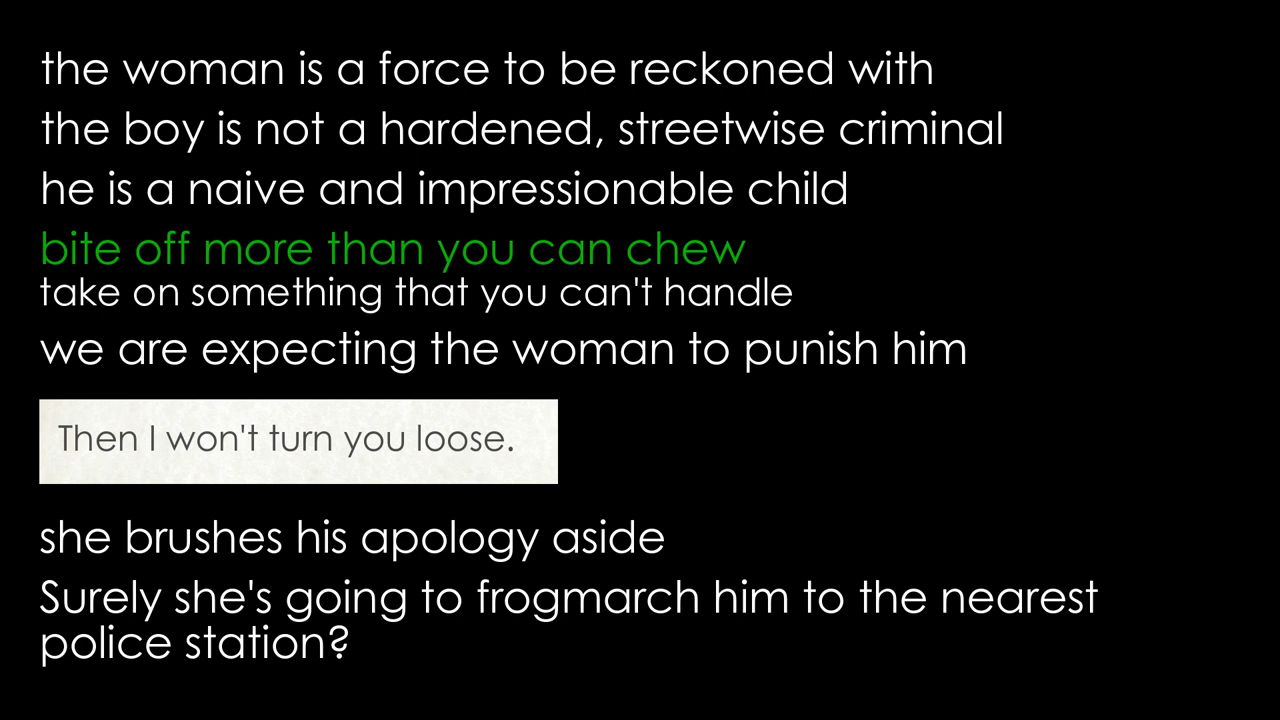 the woman is a force to be reckoned with
the boy is not a hardened, streetwise criminal
he is a naive and impressionable child
bite off more than you can chew
take on something that you can't handle
we are expecting the woman to punish him
Then I won't turn you loose.
she brushes his apology aside
Surely she's going to frogmarch him to the nearest
police station?